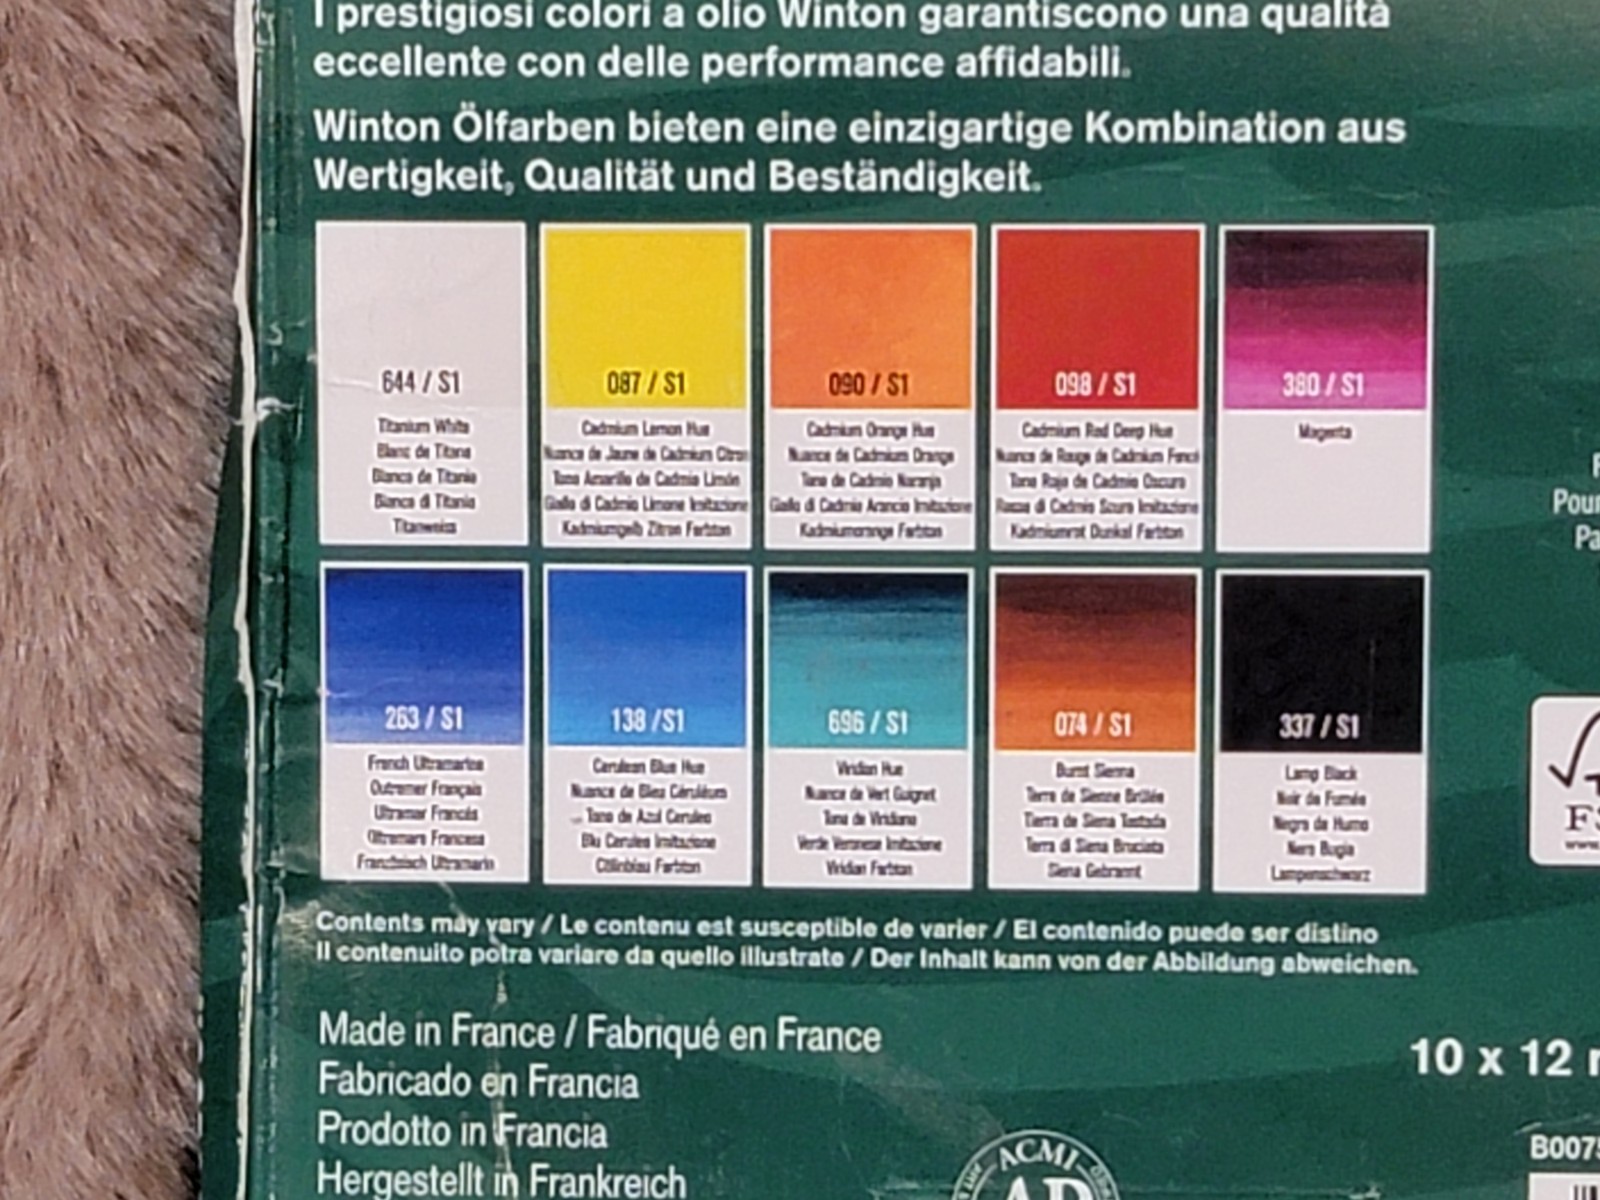 I prestigiosi colori a olio Winton garantiscono una qualità
eccellente con delle performance affidabili.
Winton Ölfarben bieten eine einzigartige Kombination aus
Wertigkeit, Qualität und Beständigkeit.
644 / S1
Titanium White
Blanc de Titane
Blanco de Titanio
Bianco di Titanio
Titanweiss
087 / S1
Cadmium Lemon Hue
Nuance de Jaune de Cadmium Citron
Tono Amarillo de Cadmio Limón
Giallo di Cadmio Limone Imitazione
Kadmiumgelb Zitron Farbton
090 / S1
Cadmium Orange Hue
Nuance de Cadmium Orange
Tono de Cadmio Naranja
Giallo di Cadmio Arancio Imitazione
Kadmiumorange Farbton
098 / S1
Cadmium Red Deep Hue
Nuance de Rouge de Cadmium Foncé
Tono Rojo de Cadmio Oscuro
Rosso di Cadmio Scuro Imitazione
Kadmiumrot Dunkel Farbton
380 / S1
Magenta
263 / S1
French Ultramarine
Outremer Français
Ultramar Francés
Oltremare Francese
Französisch Ultramarin
138 /S1
Cerulean Blue Hue
Nuance de Bleu Céruléum
Tono de Azul Ceruleo
Blu Ceruleo Imitazione
Cölinblau Farbton
696 / S1
Viridian Hue
Nuance de Vert Guignet
Tono de Viridiano
Verde Veronese Imitazione
Viridian Farbton
074 / S1
Burnt Sienna
Terre de Sienne Brûlée
Tierra de Siena Tostada
Terra di Siena Bruciata
Siena Gebrannt
337 / S1
Lamp Black
Noir de Fumée
Negro de Humo
Nero Bugia
Lampenschwarz
Contents may vary / Le contenu est susceptible de varier / El contenido puede ser distino
Il contenuito potra variare da quello illustrate / Der Inhalt kann von der Abbildung abweichen.
Made in France / Fabriqué en France
Fabricado en Francia
Prodotto in Francia
Hergestellt in Frankreich
Pour
Pa
FS
www.
10 x 12
B0075
ACMI
AP